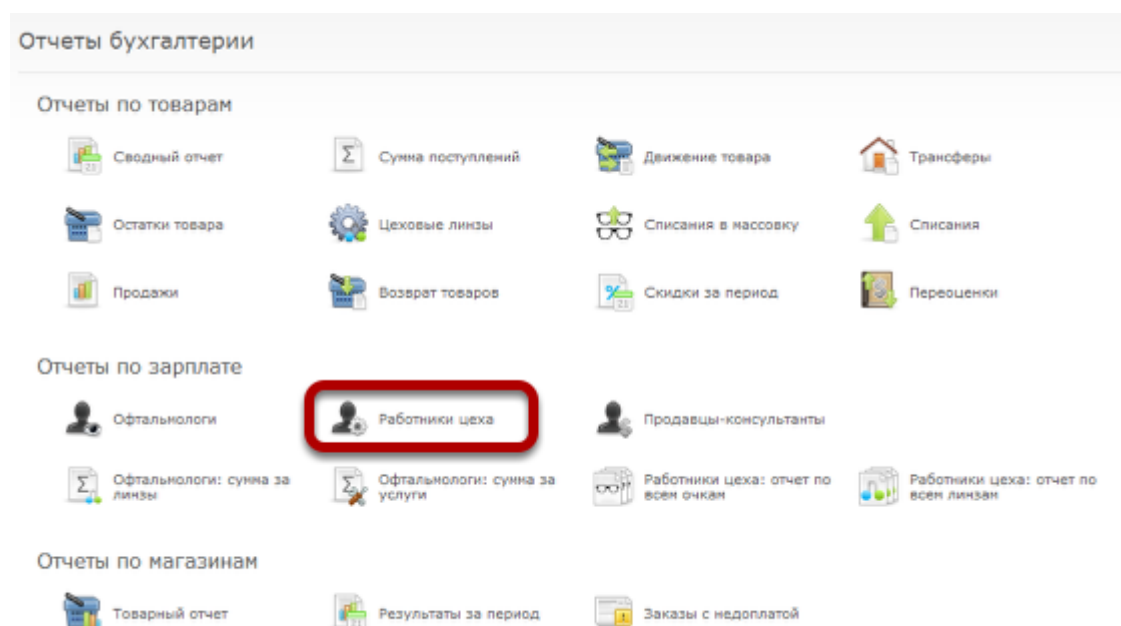 Отчеты бухгалтерии
Отчеты по товарам
Сводный отчет
Сумма поступлений
Движение товара
Трансферы
Остатки товара
Цеховые линзы
Списания в массовку
Списания
Продажи
Возврат товаров
Скидки за период
Переоценки
Отчеты по зарплате
Офтальмологи
Работники цеха
Продавцы-консультанты
Офтальмологи: сумма за
линзы
Офтальмологи: сумма за
услуги
Работники цеха: отчет по
всем очкам
Работники цеха: отчет по
всем линзам
Отчеты по магазинам
Товарный отчет
Результаты за период
Заказы с недоплатой